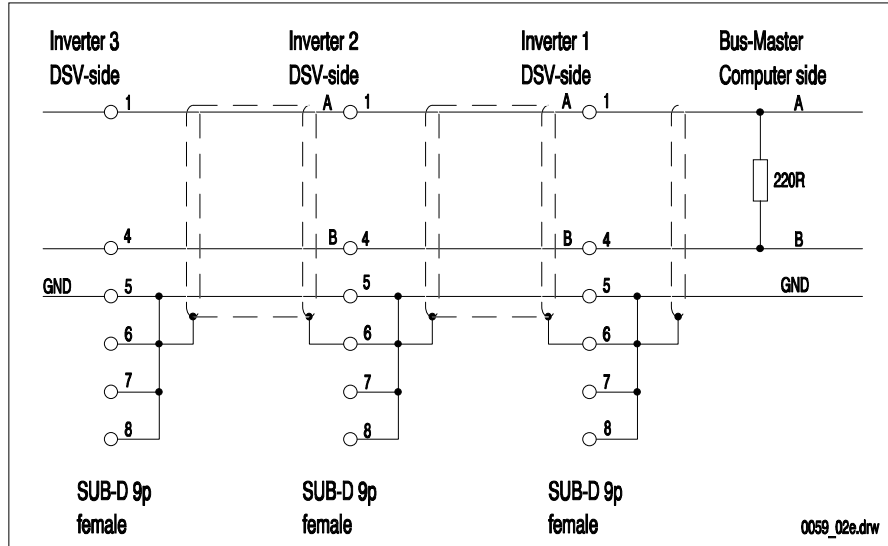 Inverter 3 Inverter 2 Inverter 1 Bus-Master
DSV-side DSV-side DSV-side Computer side
1 A 1 A 1 A
220R
4 B 4 B 4 B
GND 5 5 5 GND
6 6 6
7 7 7
8 8 8
SUB-D 9p SUB-D 9p SUB-D 9p
female female female
0059_02e.drw